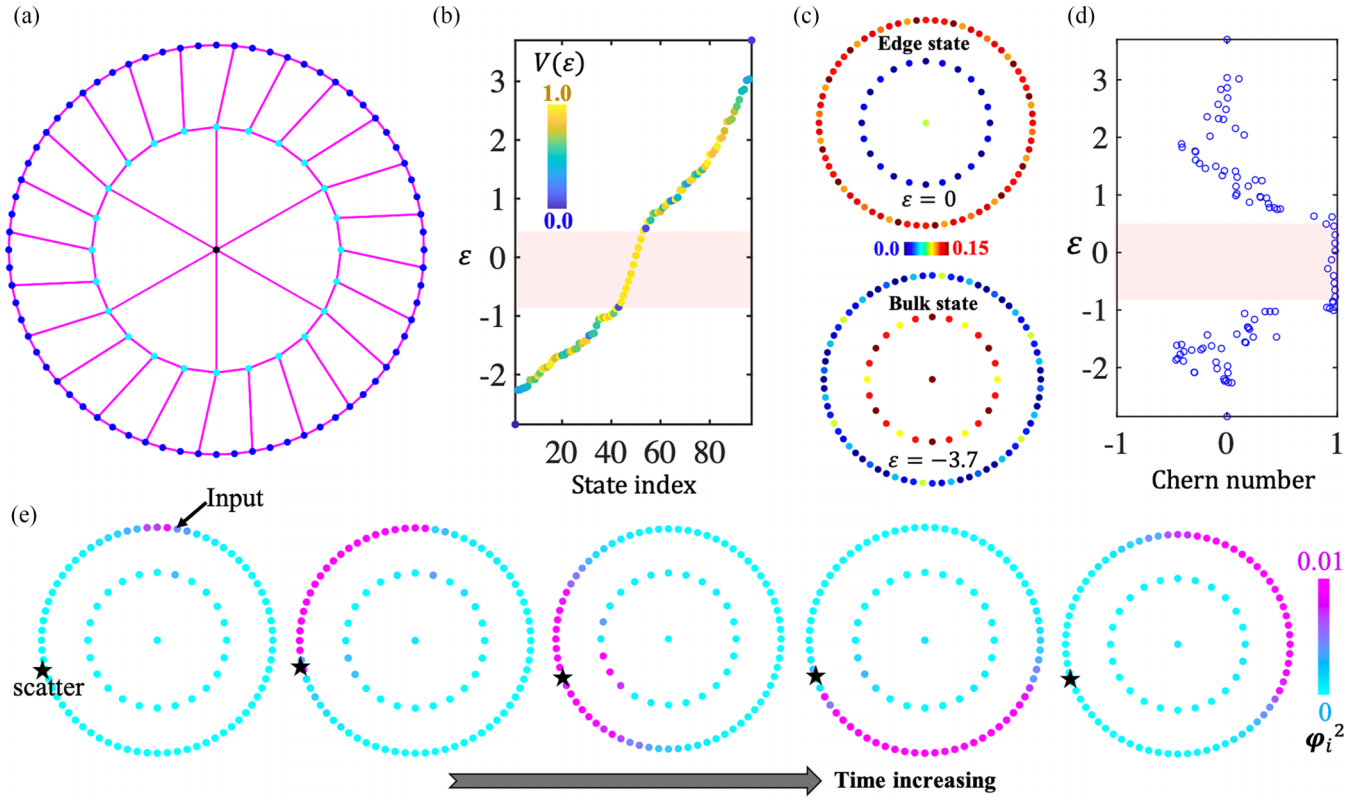 (a)
(b)
V(ε)
1.0
0.0
3
2
1
0
-1
-2
ε
20 40 60 80
State index
(c)
Edge state
ε = 0
0.0 0.15
Bulk state
ε = −3.7
(d)
3
2
1
0
-1
-2
ε
-1 0 1
Chern number
(e)
Input
scatter
0.01
0
φᵢ²
Time increasing